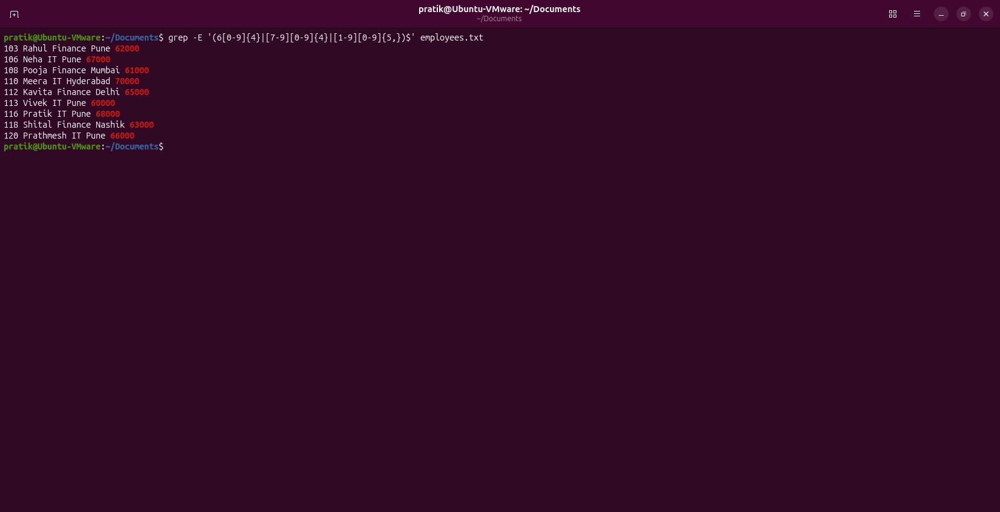 pratik@Ubuntu-VMware: ~/Documents
~/Documents
pratik@Ubuntu-VMware:~/Documents$ grep -E '(6[0-9]{4}|[7-9][0-9]{4}|[1-9][0-9]{5,})$' employees.txt
103 Rahul Finance Pune 62000
106 Neha IT Pune 67000
108 Pooja Finance Mumbai 61000
110 Meera IT Hyderabad 70000
112 Kavita Finance Delhi 65000
113 Vivek IT Pune 60000
116 Pratik IT Pune 68000
118 Shital Finance Nashik 63000
120 Prathmesh IT Pune 66000
pratik@Ubuntu-VMware:~/Documents$